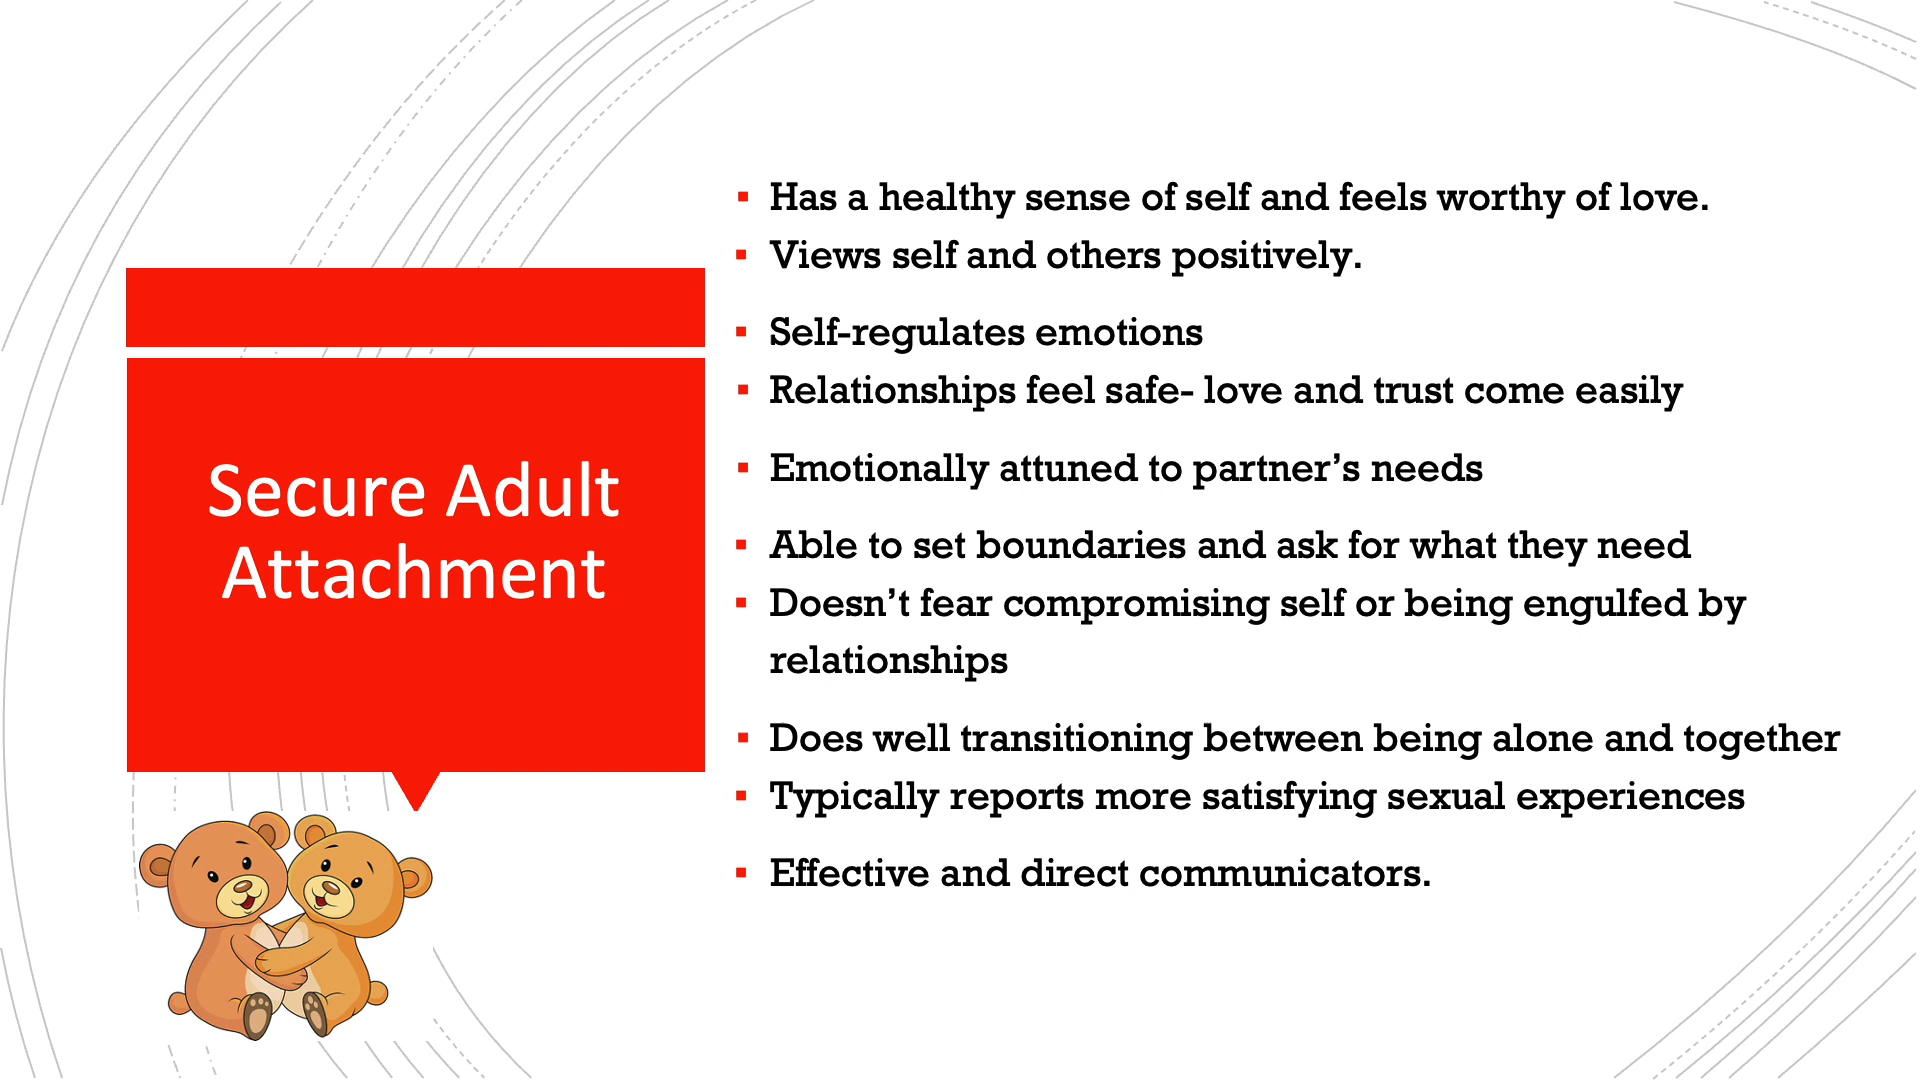 Secure Adult
Attachment
▪ Has a healthy sense of self and feels worthy of love.
▪ Views self and others positively.
▪ Self-regulates emotions
▪ Relationships feel safe- love and trust come easily
▪ Emotionally attuned to partner’s needs
▪ Able to set boundaries and ask for what they need
▪ Doesn’t fear compromising self or being engulfed by
relationships
▪ Does well transitioning between being alone and together
▪ Typically reports more satisfying sexual experiences
▪ Effective and direct communicators.